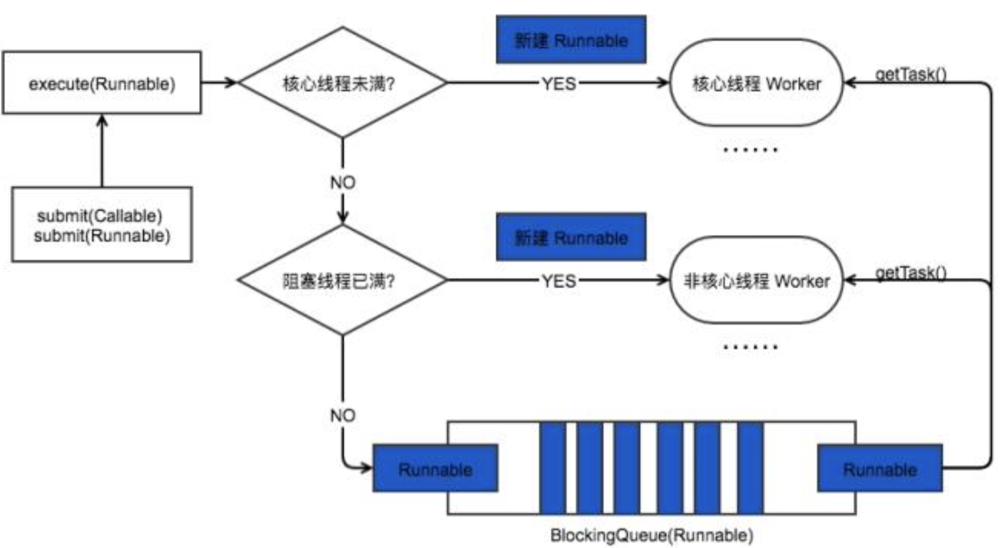 新建 Runnable
execute(Runnable)
核心线程未满?
YES
核心线程 Worker
getTask()
......
NO
submit(Callable)
submit(Runnable)
新建 Runnable
阻塞线程已满?
YES
非核心线程 Worker
getTask()
......
NO
Runnable
Runnable
BlockingQueue(Runnable)